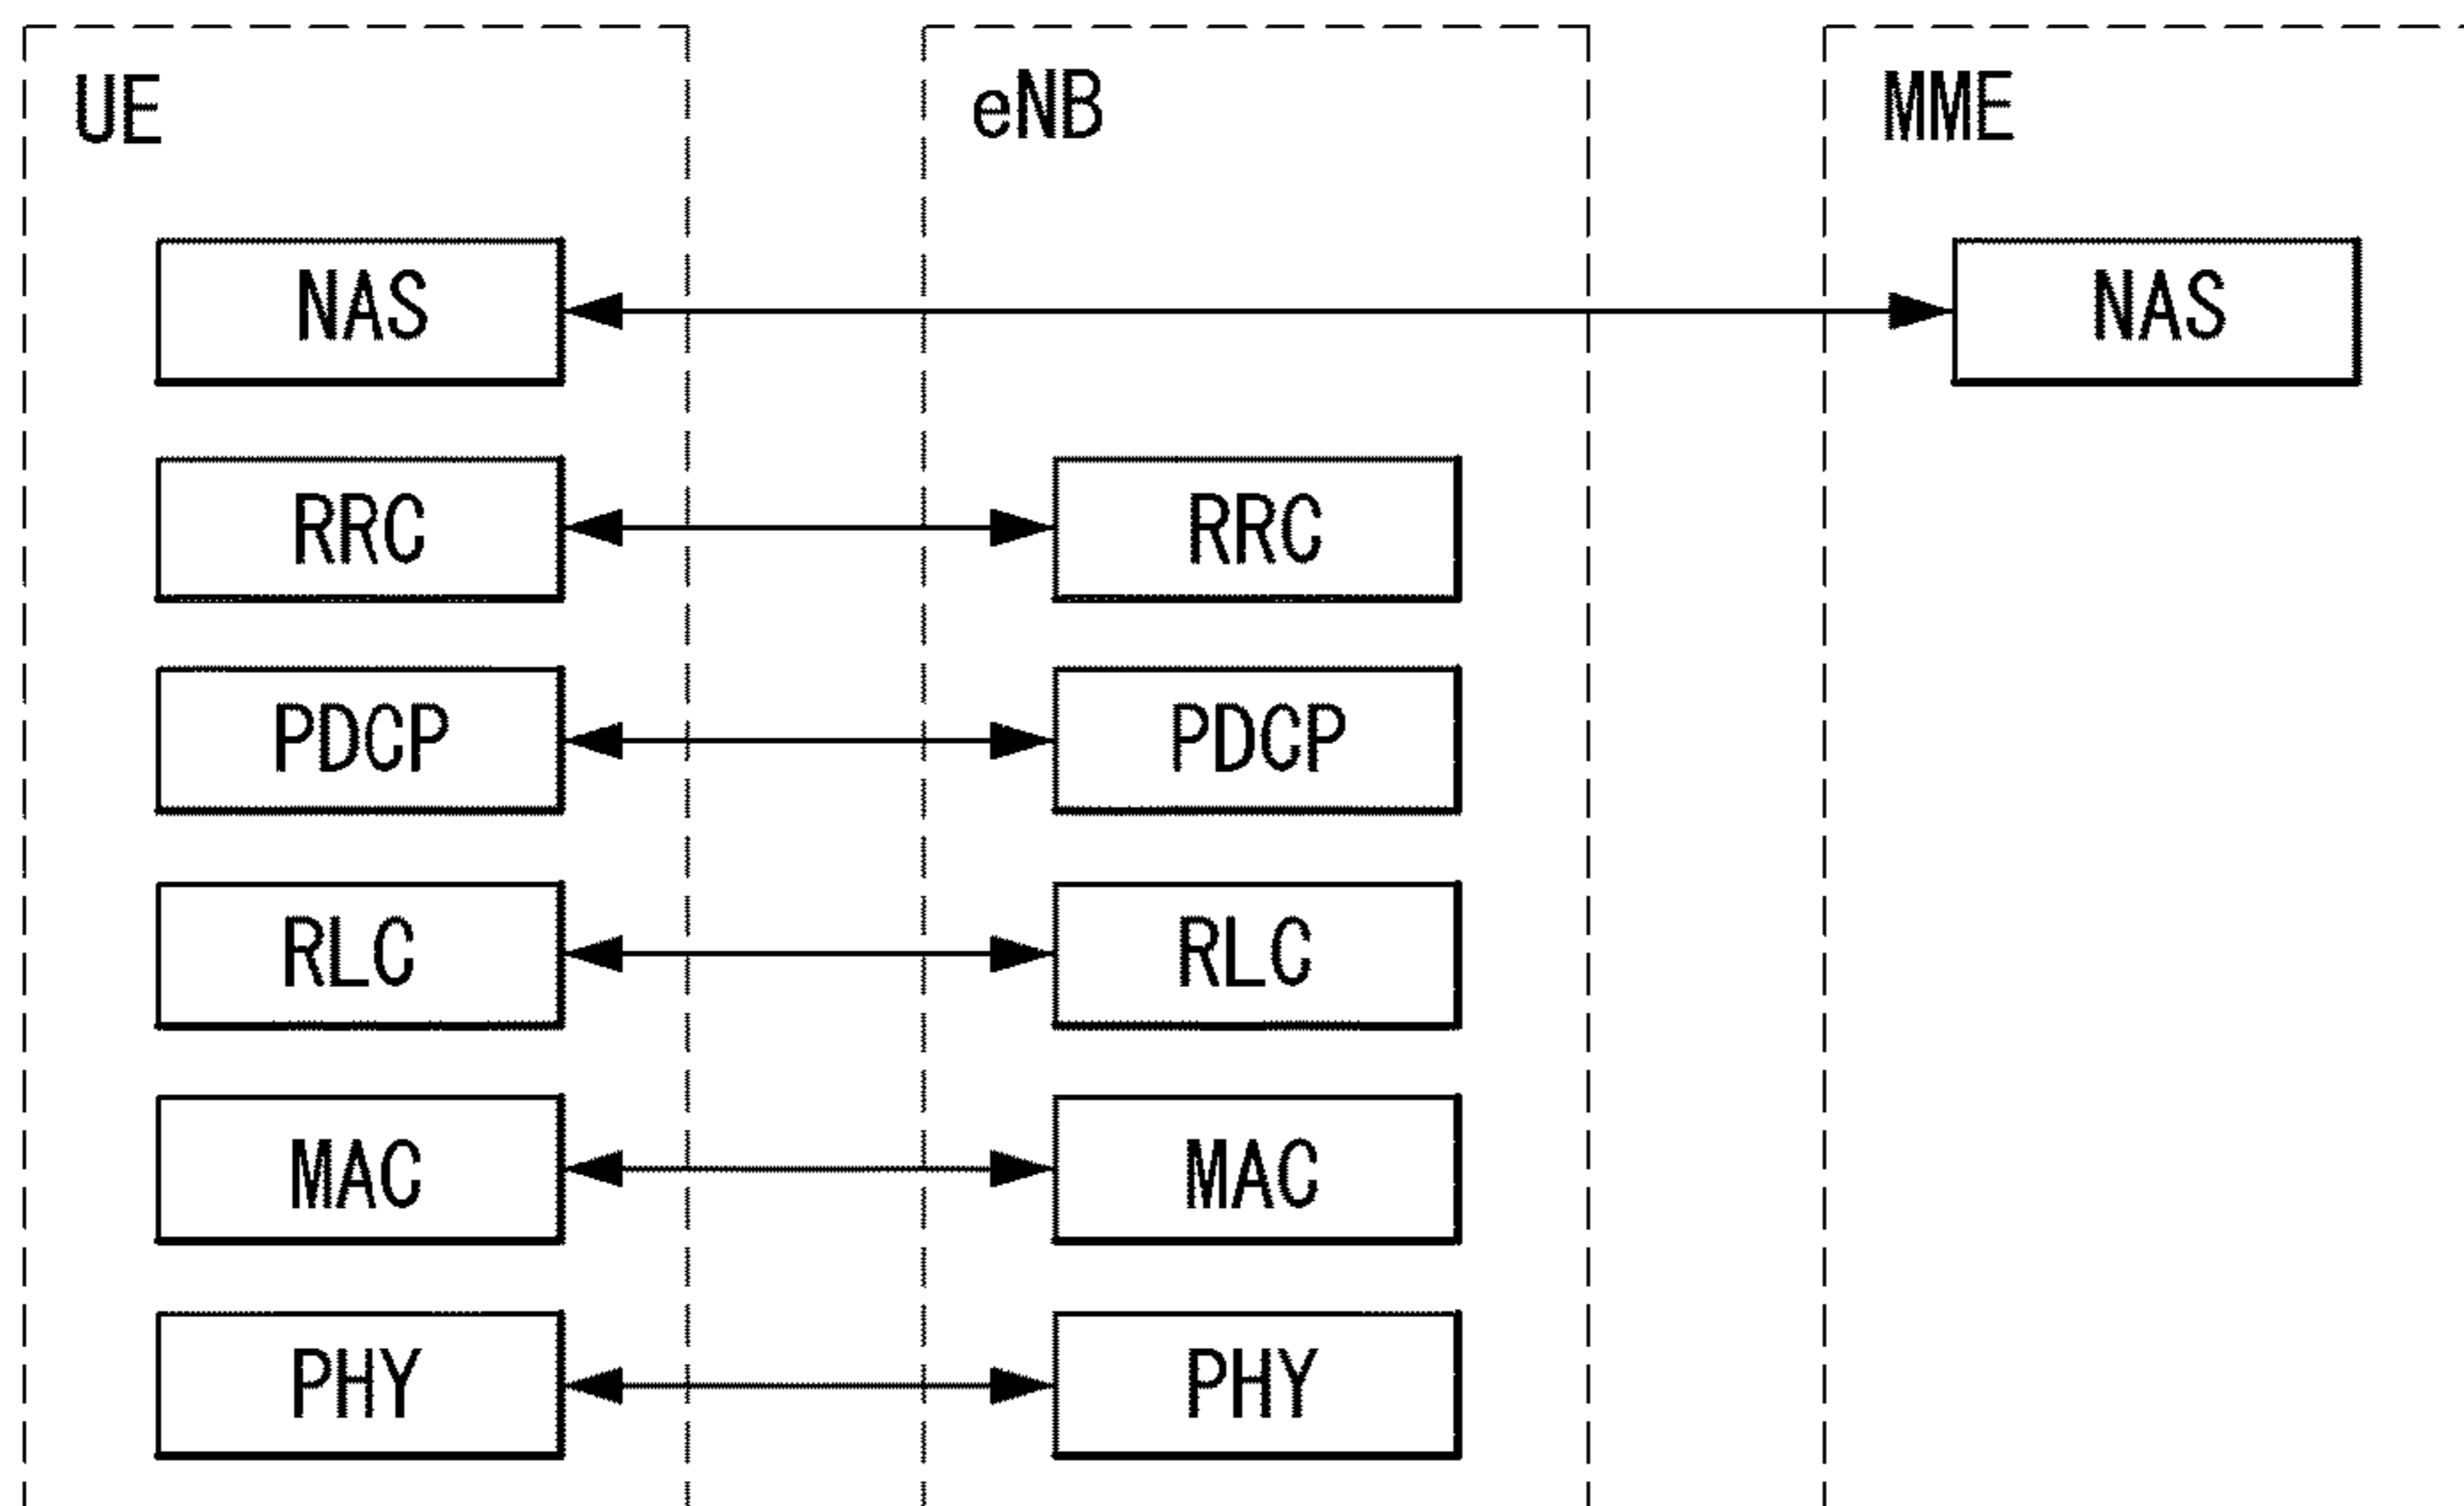 UE eNB MME
NAS NAS
RRC RRC
PDCP PDCP
RLC RLC
MAC MAC
PHY PHY